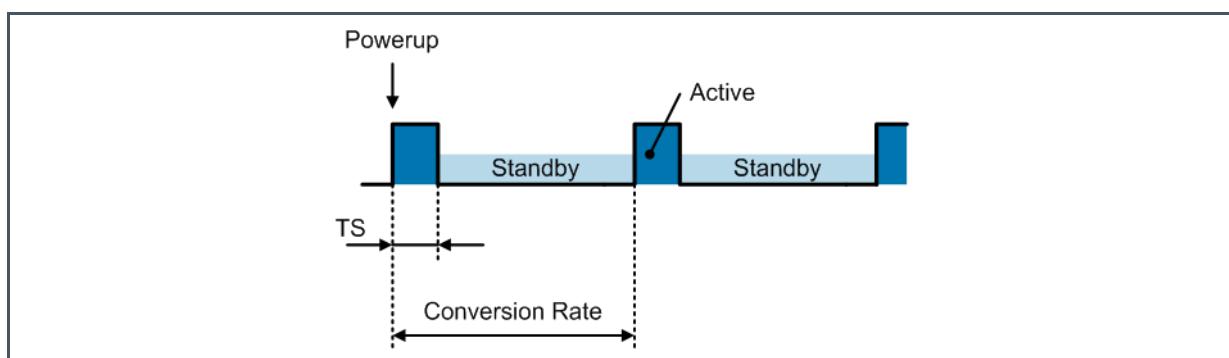 Powerup
Active
Standby
Standby
TS
Conversion Rate